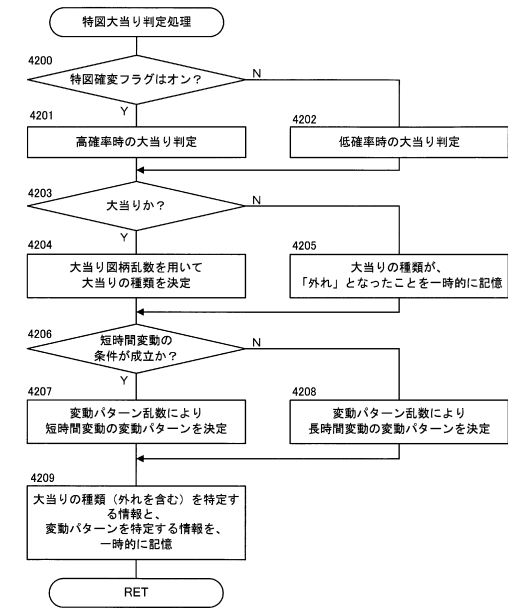 特図大当り判定処理
4200
特図確変フラグはオン？
N
Y
4201
高確率時の大当り判定
4202
低確率時の大当り判定
4203
大当りか？
N
Y
4204
大当り図柄乱数を用いて
大当りの種類を決定
4205
大当りの種類が、
「外れ」となったことを一時的に記憶
4206
短時間変動の
条件が成立か？
N
Y
4207
変動パターン乱数により
短時間変動の変動パターンを決定
4208
変動パターン乱数により
長時間変動の変動パターンを決定
4209
大当りの種類（外れを含む）を特定す
る情報と、
変動パターンを特定する情報を、
一時的に記憶
RET